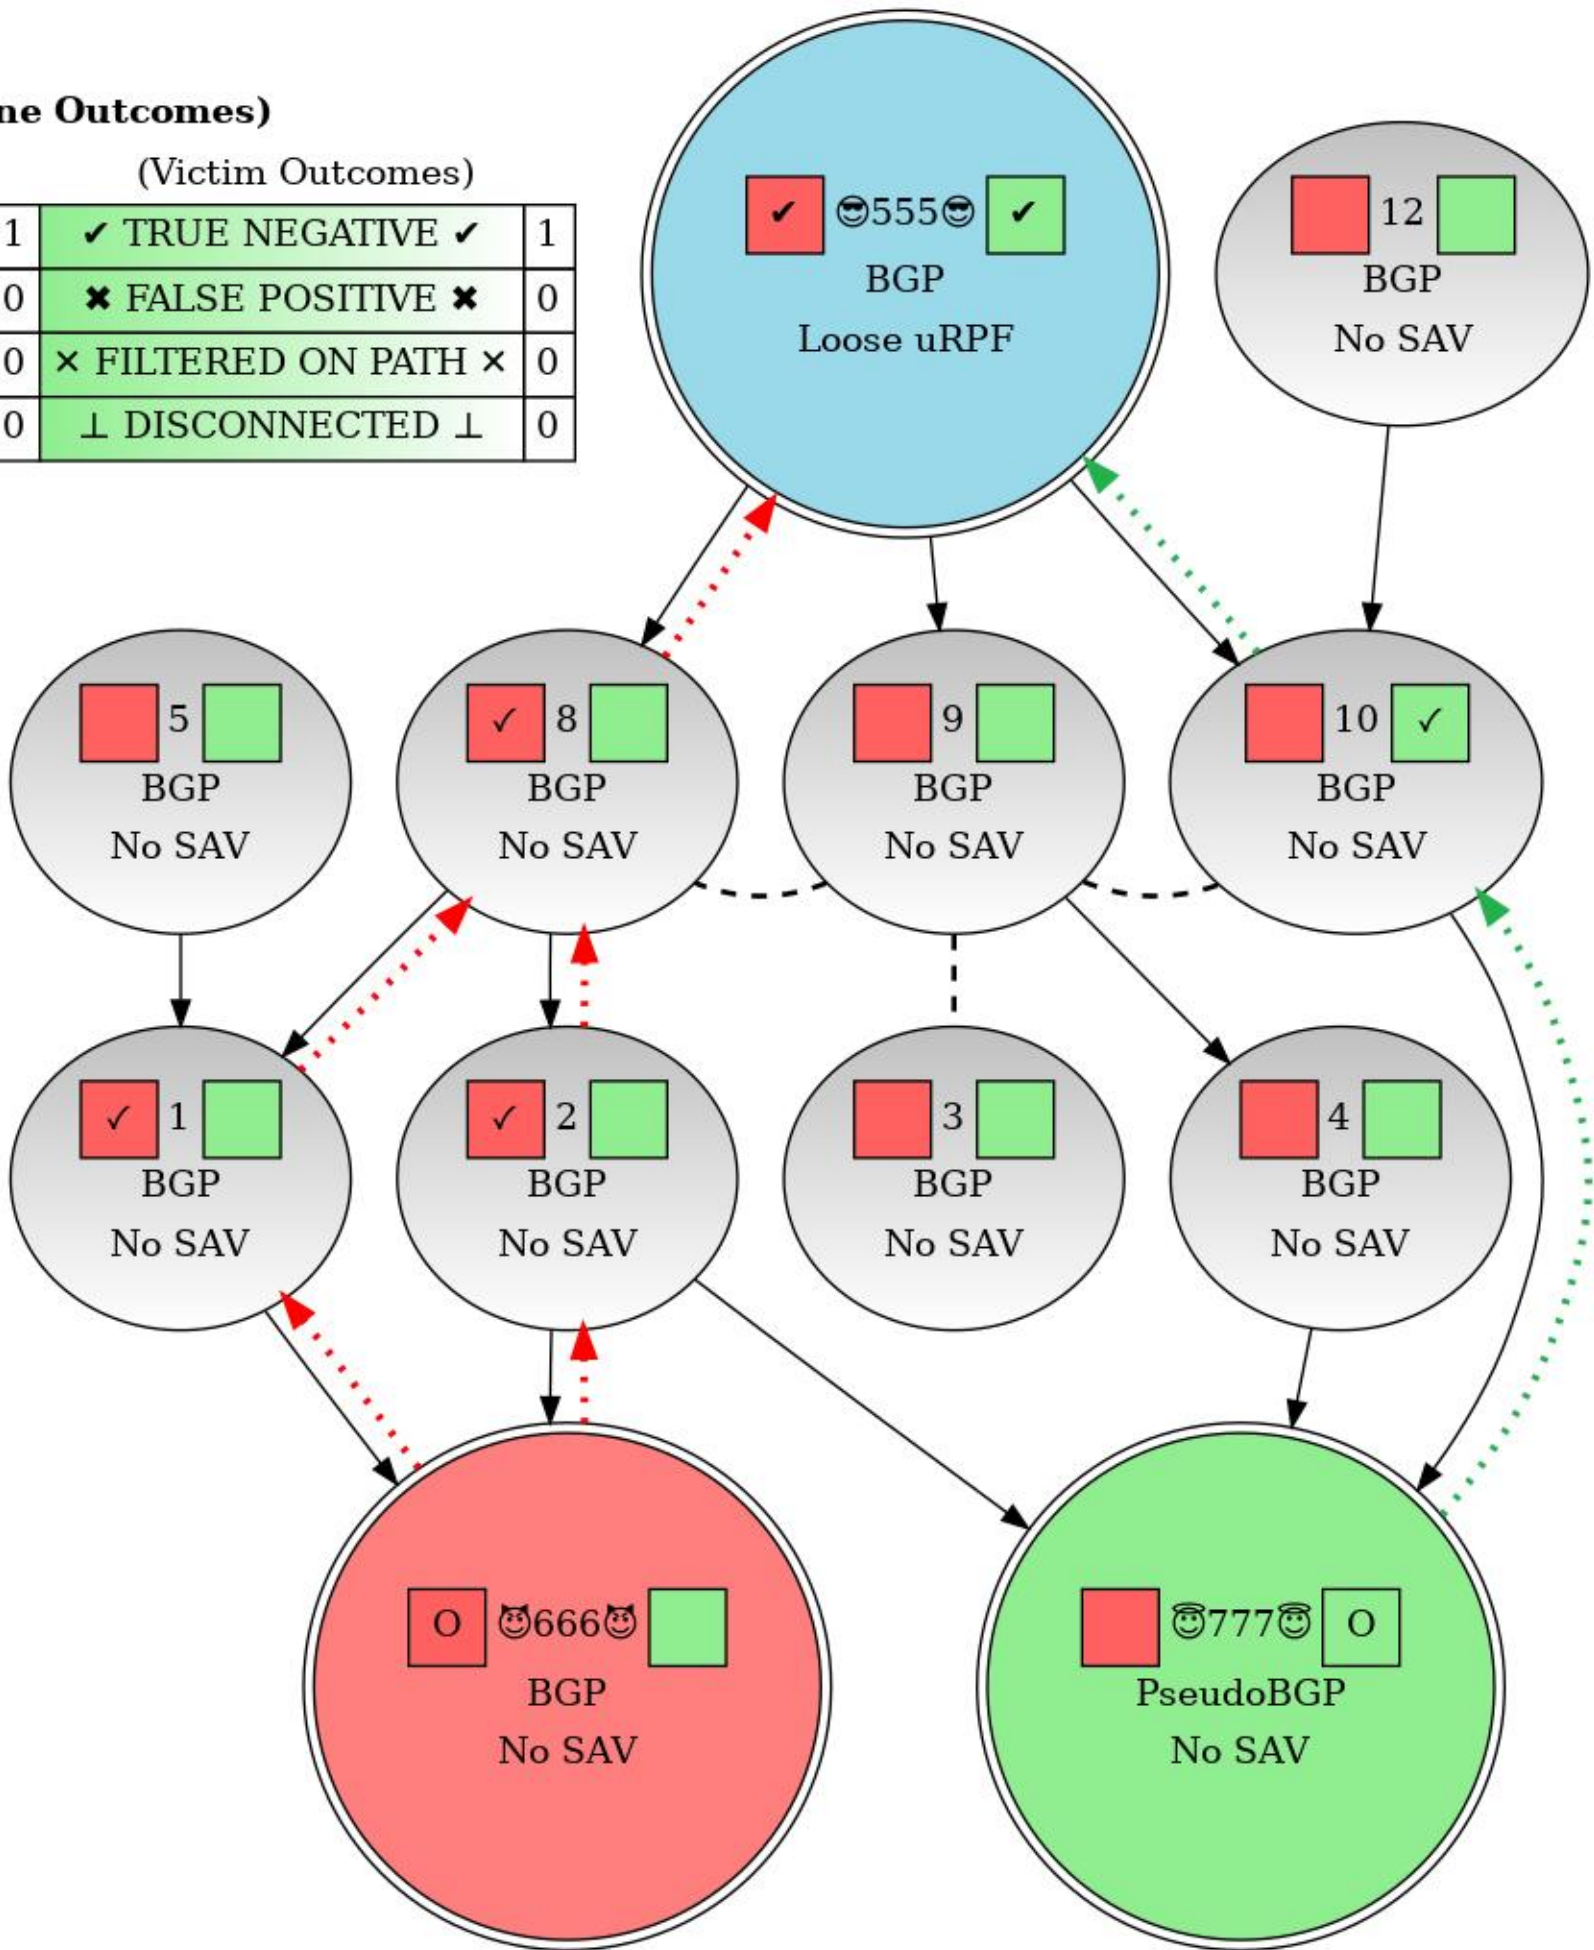 ne Outcomes)
(Victim Outcomes)
1 ✔ TRUE NEGATIVE ✔ 1
0 ✖ FALSE POSITIVE ✖ 0
0 ✕ FILTERED ON PATH ✕ 0
0 ⊥ DISCONNECTED ⊥ 0
✔ 😎555😎 ✔
BGP
Loose uRPF
12
BGP
No SAV
5
BGP
No SAV
✓ 8
BGP
No SAV
9
BGP
No SAV
10 ✓
BGP
No SAV
✓ 1
BGP
No SAV
✓ 2
BGP
No SAV
3
BGP
No SAV
4
BGP
No SAV
O 😈666😈
BGP
No SAV
😇777😇 O
PseudoBGP
No SAV